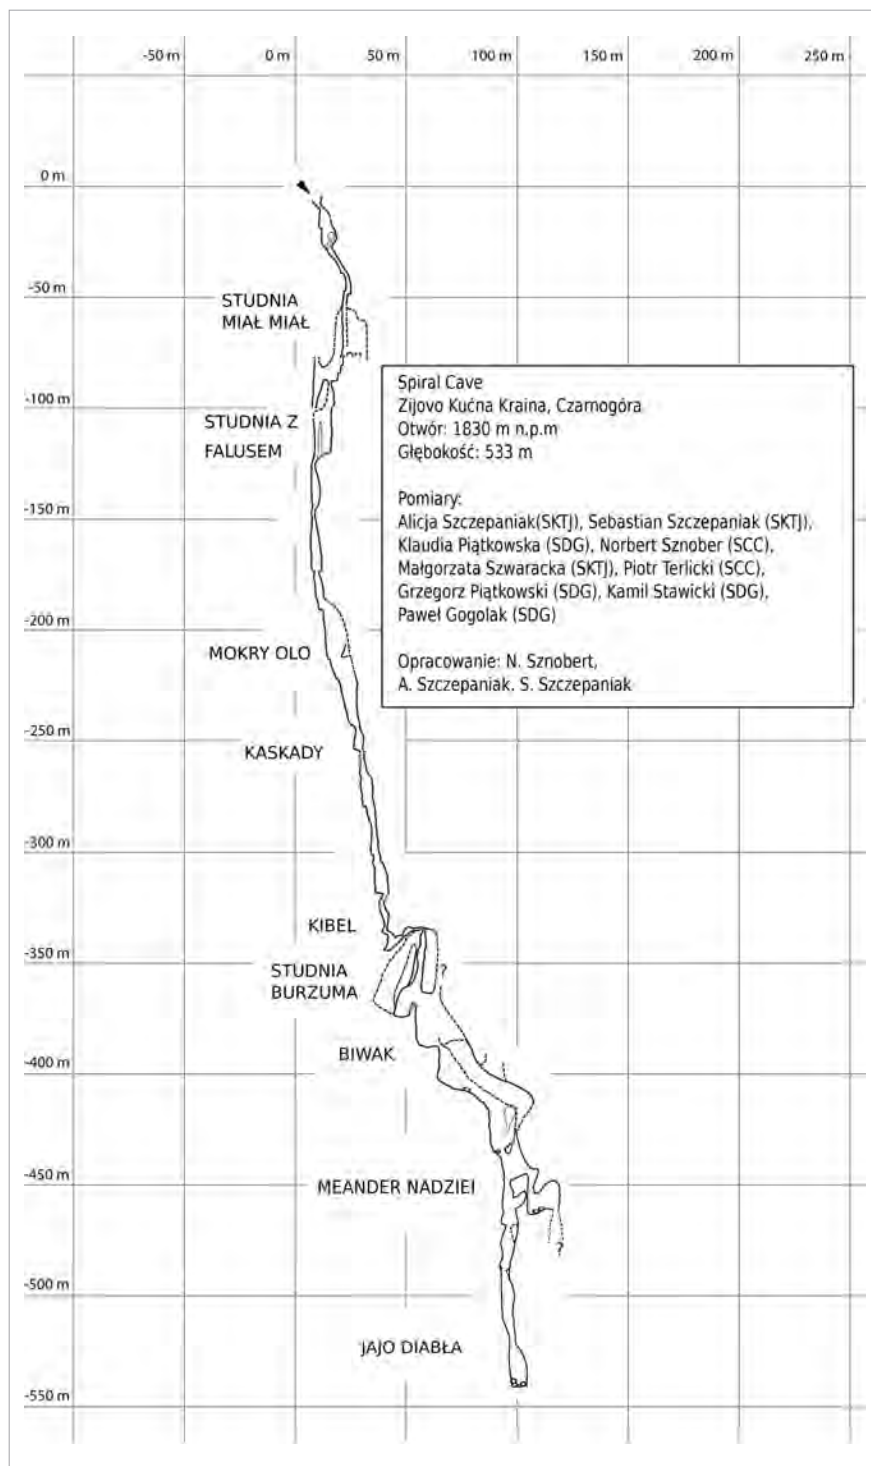 -50 m 0 m 50 m 100 m 150 m 200 m 250 m
0 m
-50 m
STUDNIA
MIAŁ MIAŁ
?
Spiral Cave
Zijovo Kućna Kraina, Czarnogóra
Otwór: 1830 m n.p.m
Głębokość: 533 m
-100 m
STUDNIA Z
FALUSEM
Pomiary:
Alicja Szczepaniak(SKTJ), Sebastian Szczepaniak (SKTJ),
Klaudia Piątkowska (SDG), Norbert Sznober (SCC),
Małgorzata Szwaracka (SKTJ), Piotr Terlicki (SCC),
Grzegorz Piątkowski (SDG), Kamil Stawicki (SDG),
Paweł Gogolak (SDG)
-150 m
-200 m
MOKRY OLO
Opracowanie: N. Sznobert,
A. Szczepaniak. S. Szczepaniak
-250 m
KASKADY
-300 m
KIBEL
-350 m
STUDNIA
BURZUMA
?
BIWAK
-400 m
-450 m
MEANDER NADZIEI
?
-500 m
JAJO DIABŁA
-550 m